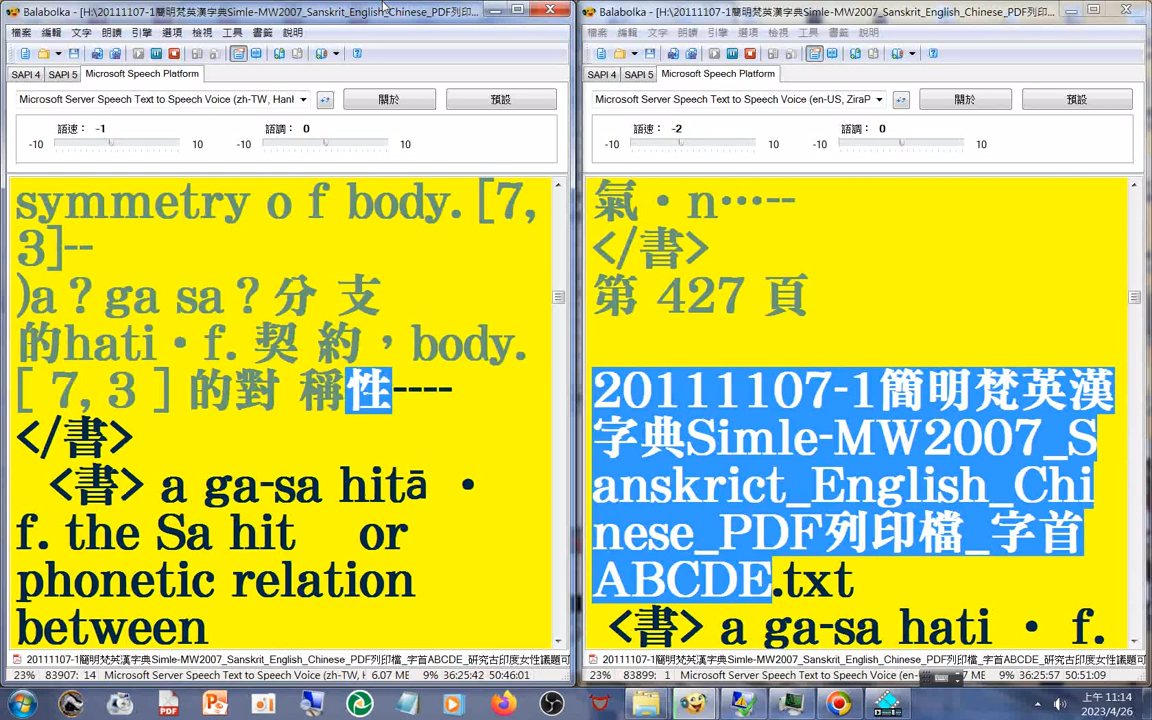 Balabolka - [H:\20111107-1簡明梵英漢字典Simle-MW2007_Sanskrit_English_Chinese_PDF列印...
檔案 編輯 文字 朗讀 引擎 選項 檢視 工具 書籤 說明
SAPI 4 SAPI 5 Microsoft Speech Platform
Microsoft Server Speech Text to Speech Voice (zh-TW, Hanl 關於 預設
語速： -1 語調： 0
-10 10 -10 10
symmetry o f body. [7,
3]--
)a？ga sa？分 支
的hati・f. 契 約，body.
[ 7, 3 ] 的對 稱性----
</書>
<書> a ga-sa hitā ・
f. the Sa hit or
phonetic relation
between
20111107-1簡明梵英漢字典Simle-MW2007_Sanskrit_English_Chinese_PDF列印檔_字首ABCDE_研究古印度女性議題可
23% 83907: 14 Microsoft Server Speech Text to Speech Voice (zh-TW, H 6.07 ME 9% 36:25:42 50:46:01
Balabolka - [H:\20111107-1簡明梵英漢字典Simle-MW2007_Sanskrit_English_Chinese_PDF列印...
檔案 編輯 文字 朗讀 引擎 選項 檢視 工具 書籤 說明
SAPI 4 SAPI 5 Microsoft Speech Platform
Microsoft Server Speech Text to Speech Voice (en-US, ZiraP 關於 預設
語速： -2 語調： 0
-10 10 -10 10
氣・n…--
</書>
第 427 頁
20111107-1簡明梵英漢
字典Simle-MW2007_S
anskrict_English_Chi
nese_PDF列印檔_字首
ABCDE.txt
<書> a ga-sa hati ・ f.
20111107-1簡明梵英漢字典Simle-MW2007_Sanskrit_English_Chinese_PDF列印檔_字首ABCDE_研究古印度女性議題可
23% 83899: 1 Microsoft Server Speech Text to Speech Voice (en-US, Z 6.07 ME 9% 36:25:57 50:51:09
上午 11:14
2023/4/26